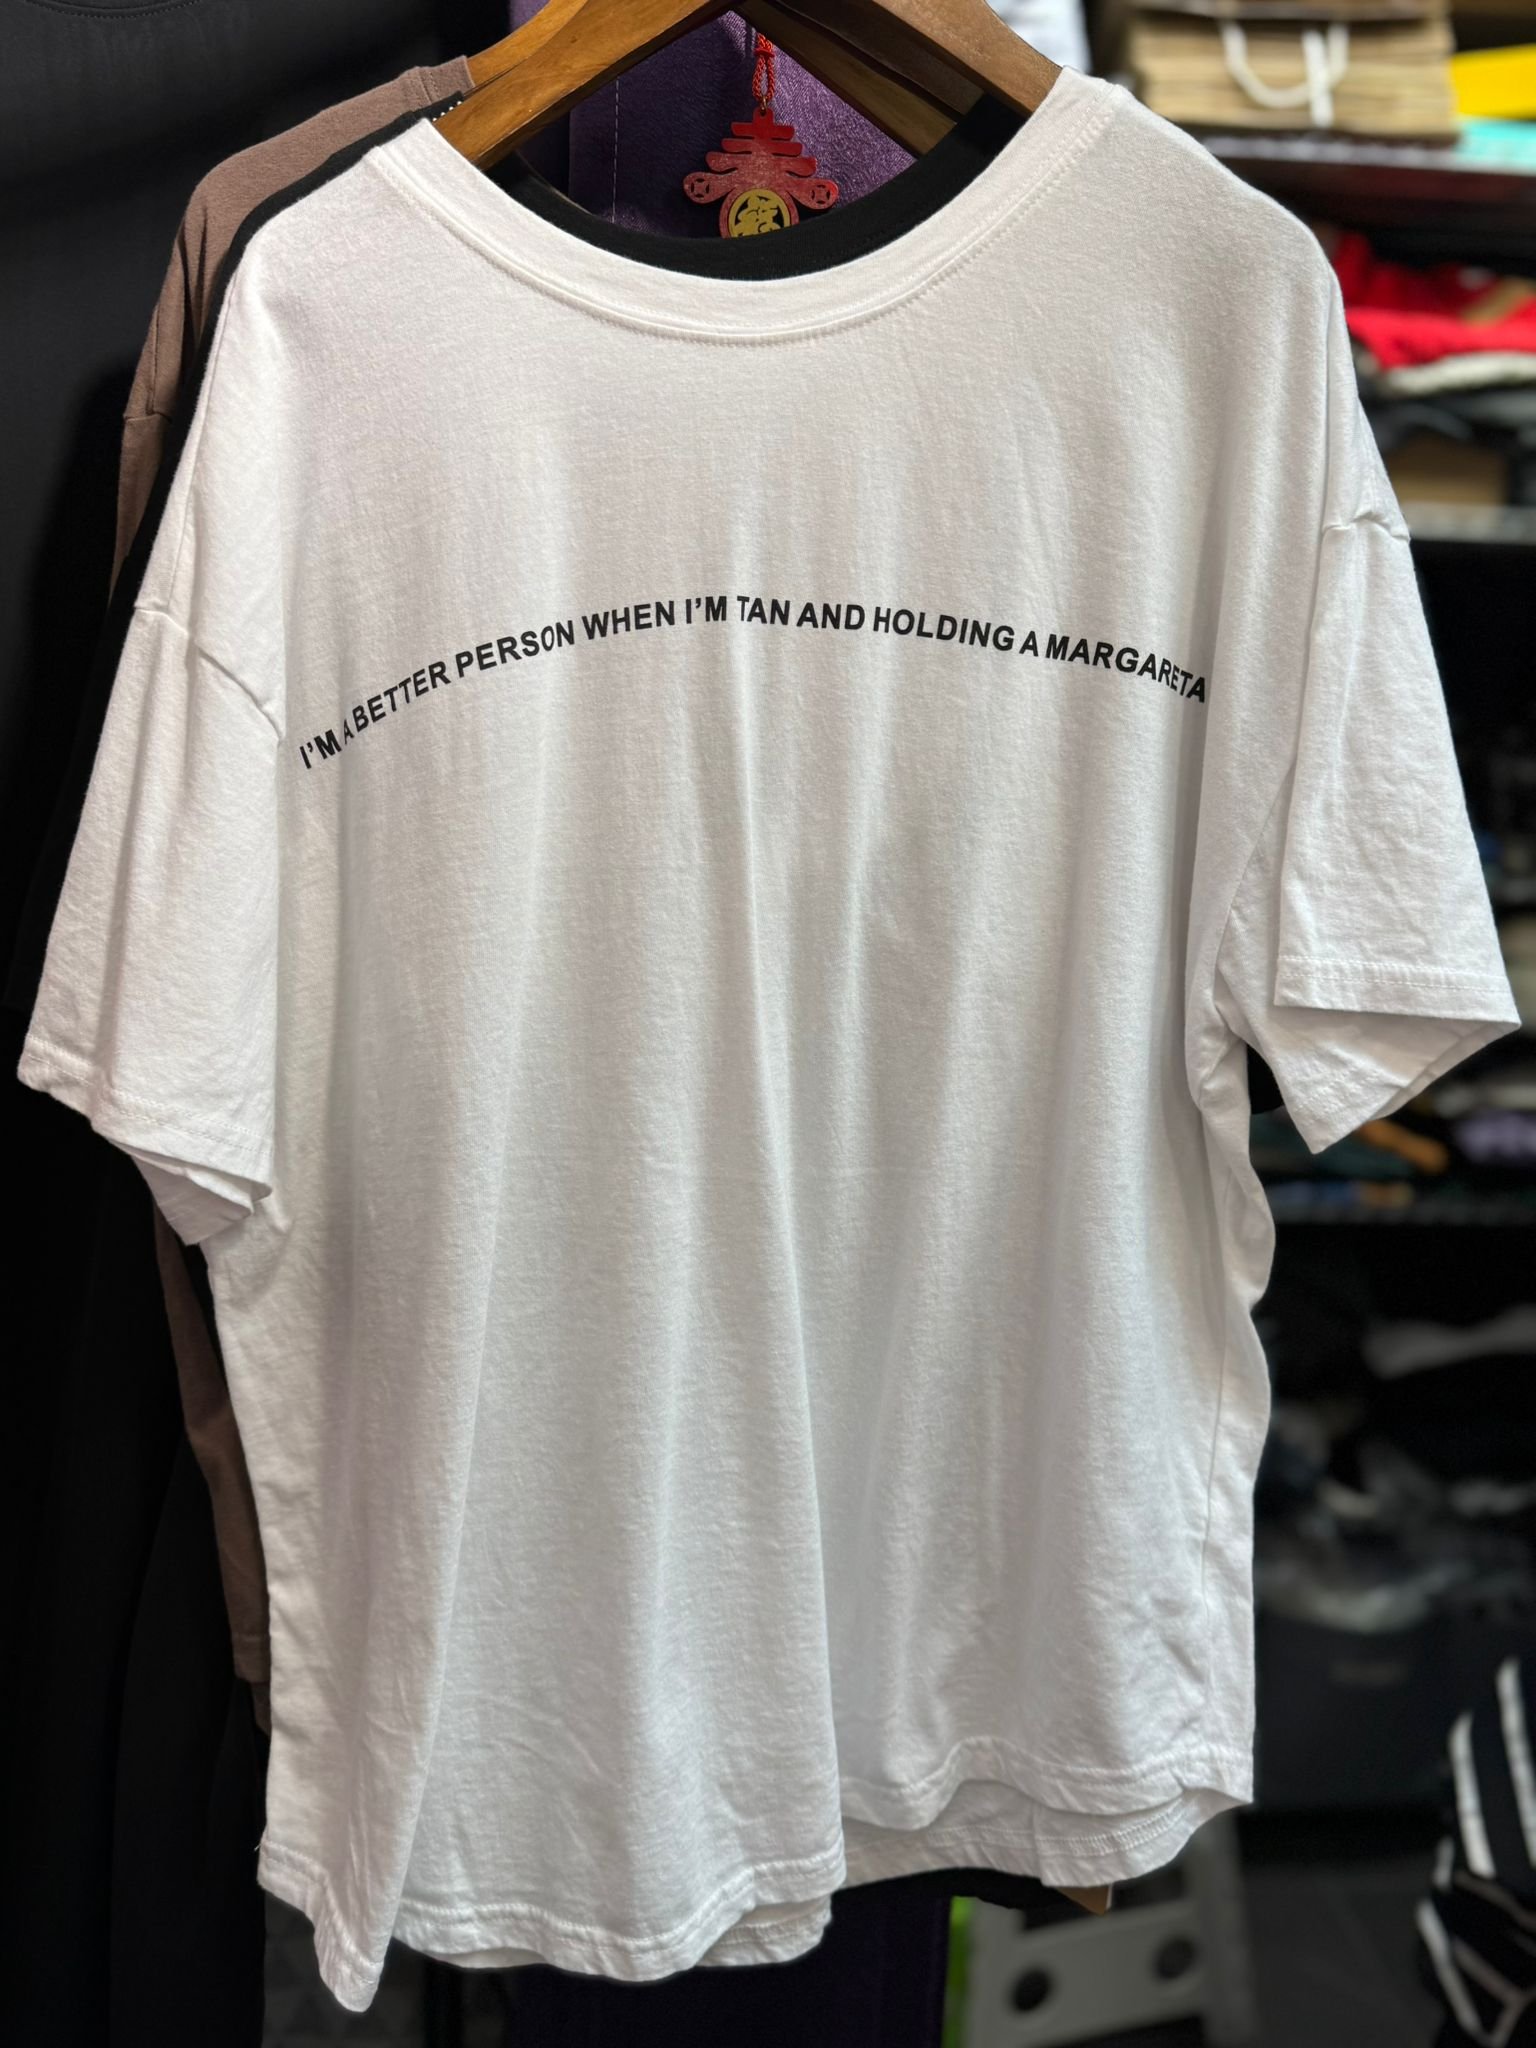 I'M A BETTER PERSON WHEN I'M TAN AND HOLDING A MARGARETA